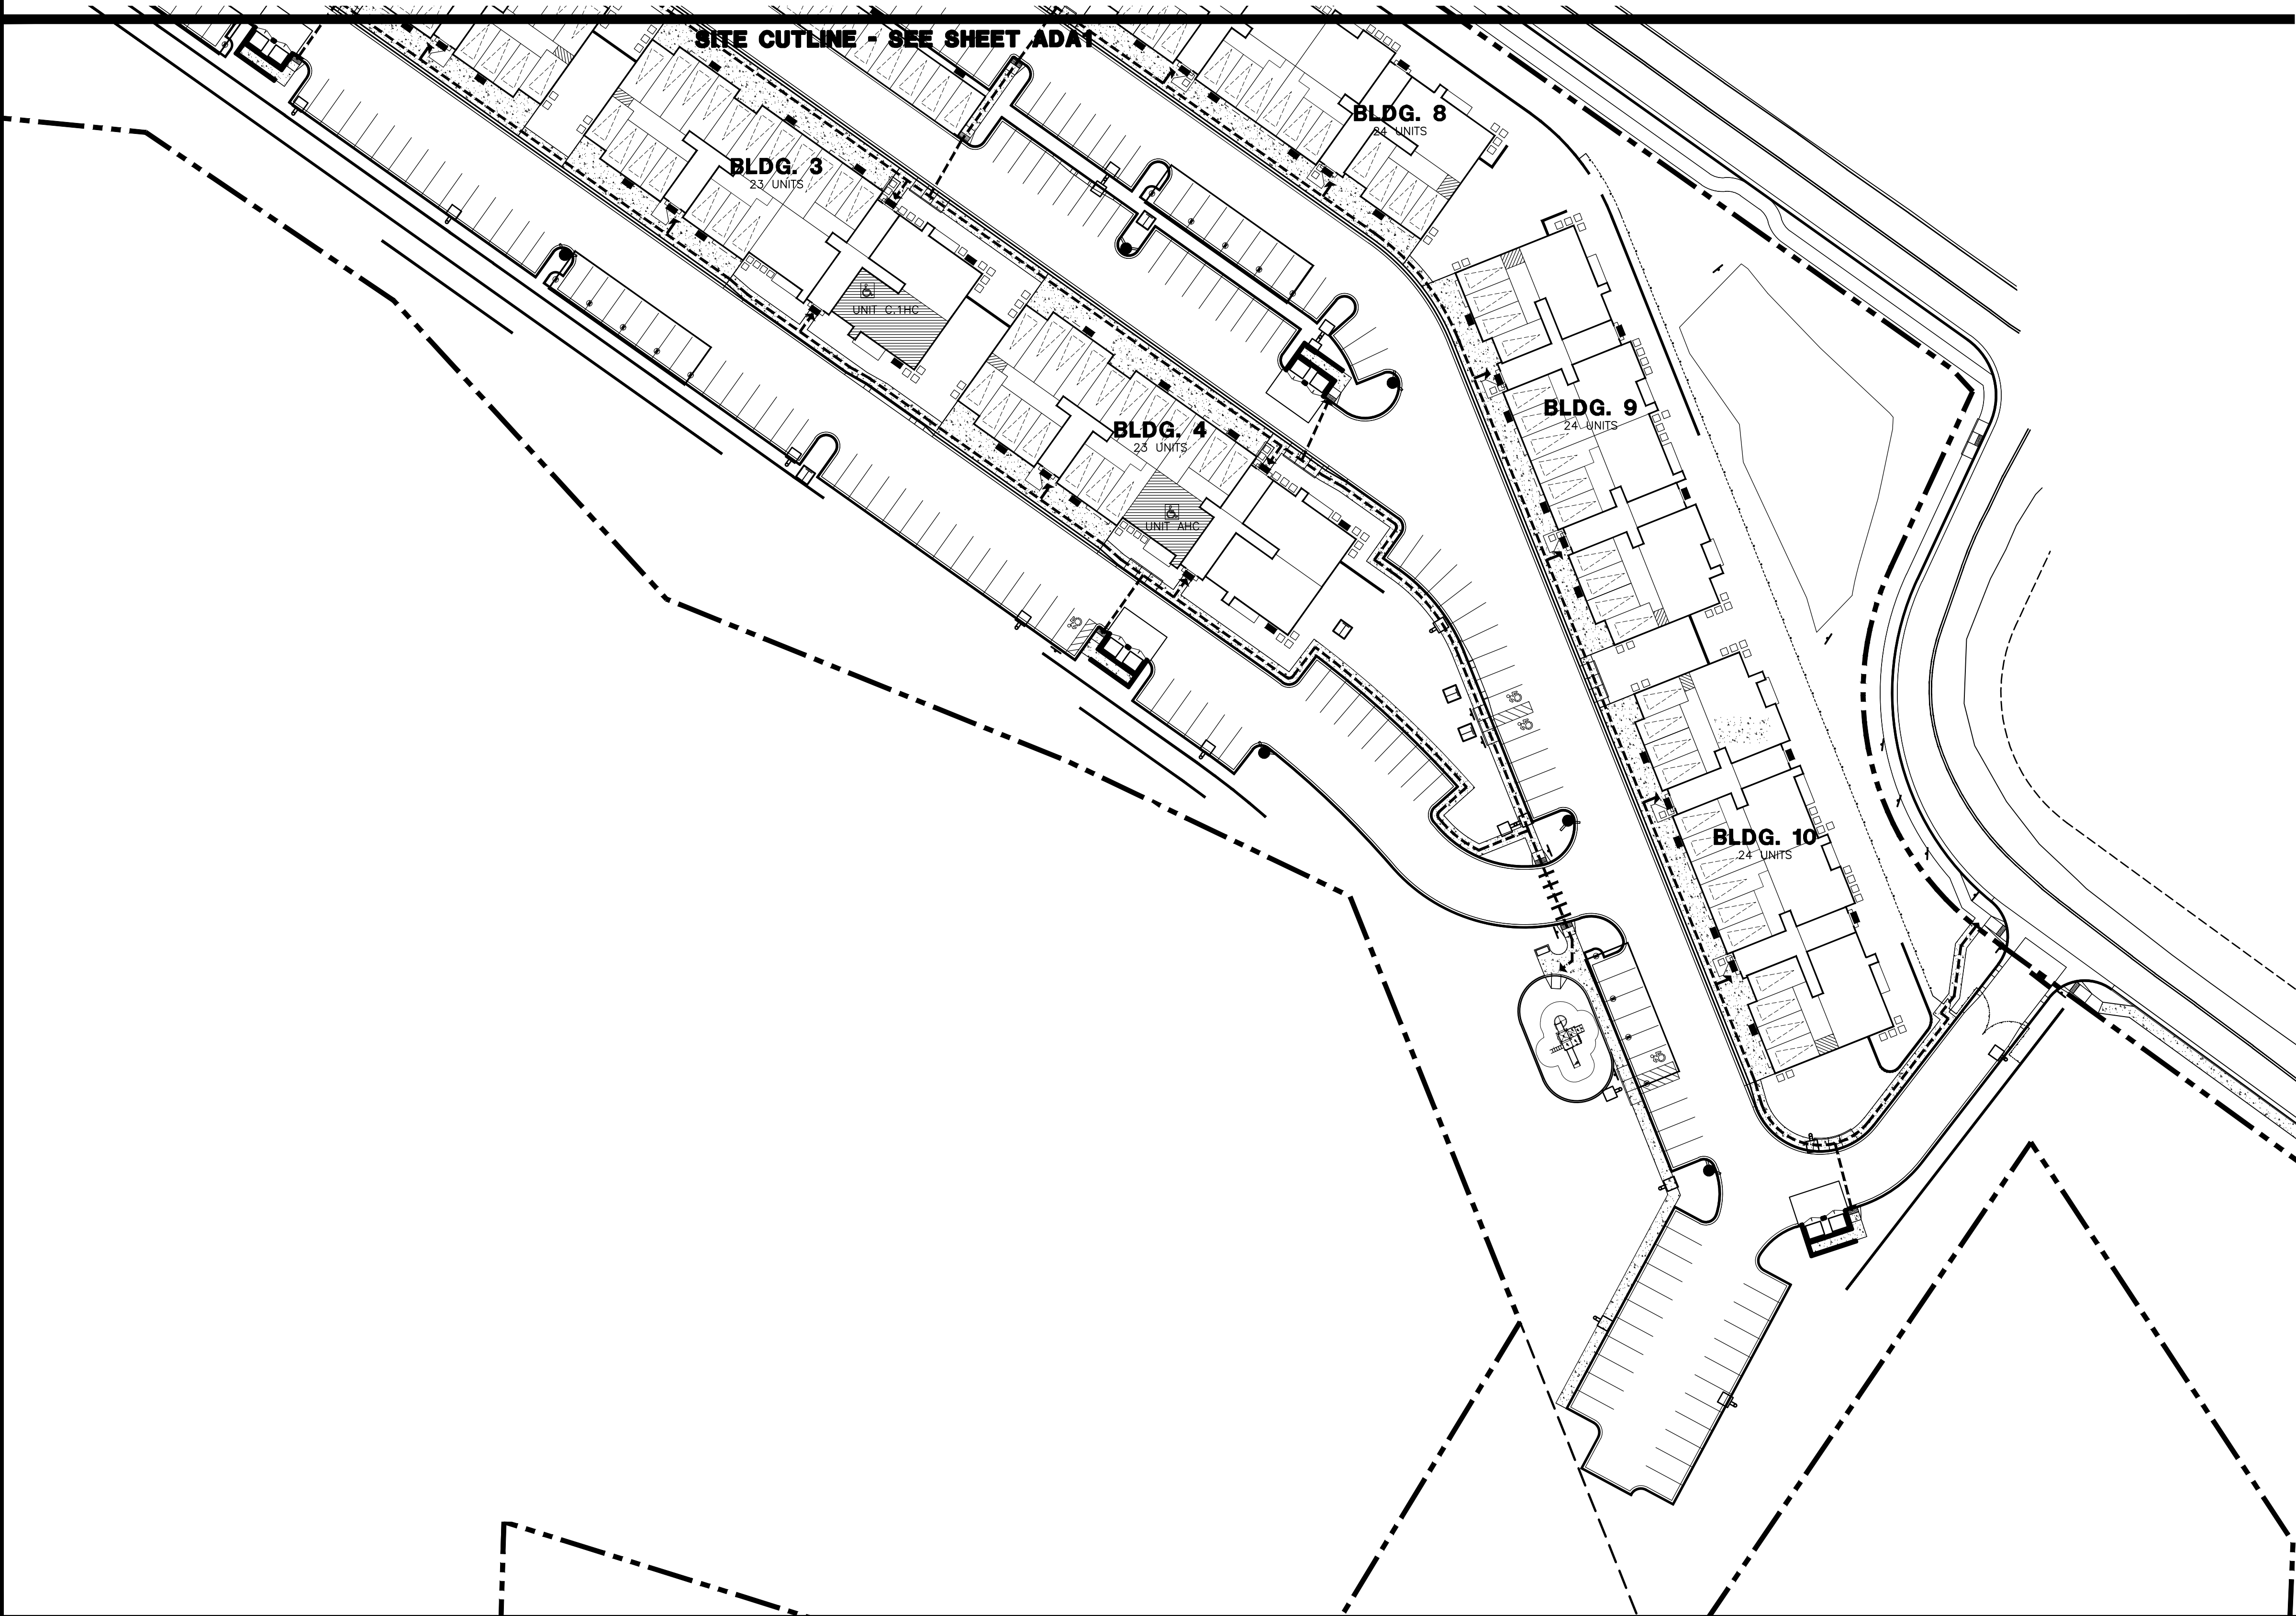 SITE CUTLINE - SEE SHEET ADA1
BLDG. 8
24 UNITS
BLDG. 3
23 UNITS
UNIT C.1HC
BLDG. 9
24 UNITS
BLDG. 4
23 UNITS
UNIT AHC
BLDG. 10
24 UNITS